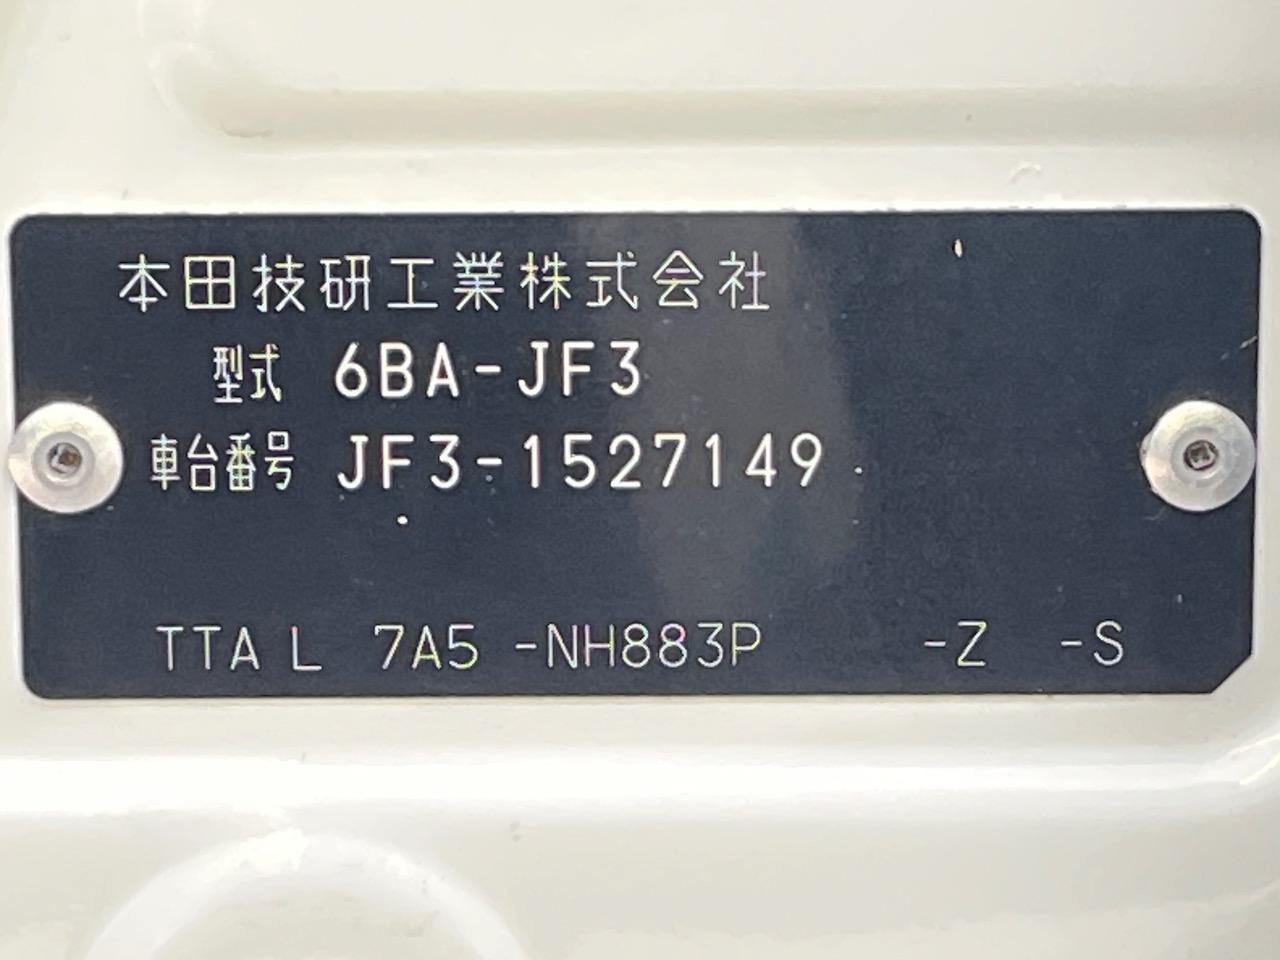 本田技研工業株式会社
型式 6BA-JF3
車台番号 JF3-1527149
TTA L 7A5 -NH883P -Z -S